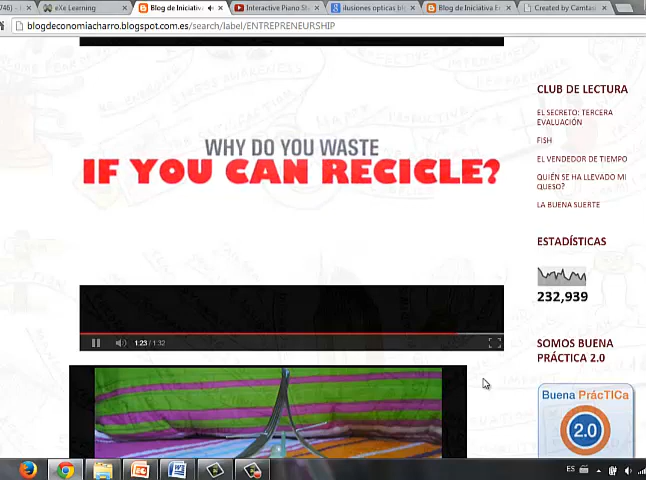 eXe Learning
Blog de Iniciativ
Interactive Piano Sh
ilusiones opticas bl
Blog de Iniciativa E
Created by Camtasi
blogdeconomiacharro.blogspot.com.es/search/label/ENTREPRENEURSHIP
WHY DO YOU WASTE
IF YOU CAN RECICLE?
1:23 / 1:32
CLUB DE LECTURA
EL SECRETO: TERCERA
EVALUACIÓN
FISH
EL VENDEDOR DE TIEMPO
QUIÉN SE HA LLEVADO MI
QUESO?
LA BUENA SUERTE
ESTADÍSTICAS
232,939
SOMOS BUENA
PRÁCTICA 2.0
Buena PrácTICa
2.0
ES